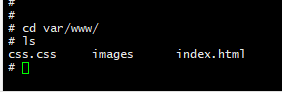 #
#
# cd var/www/
# ls
css.css images index.html
#